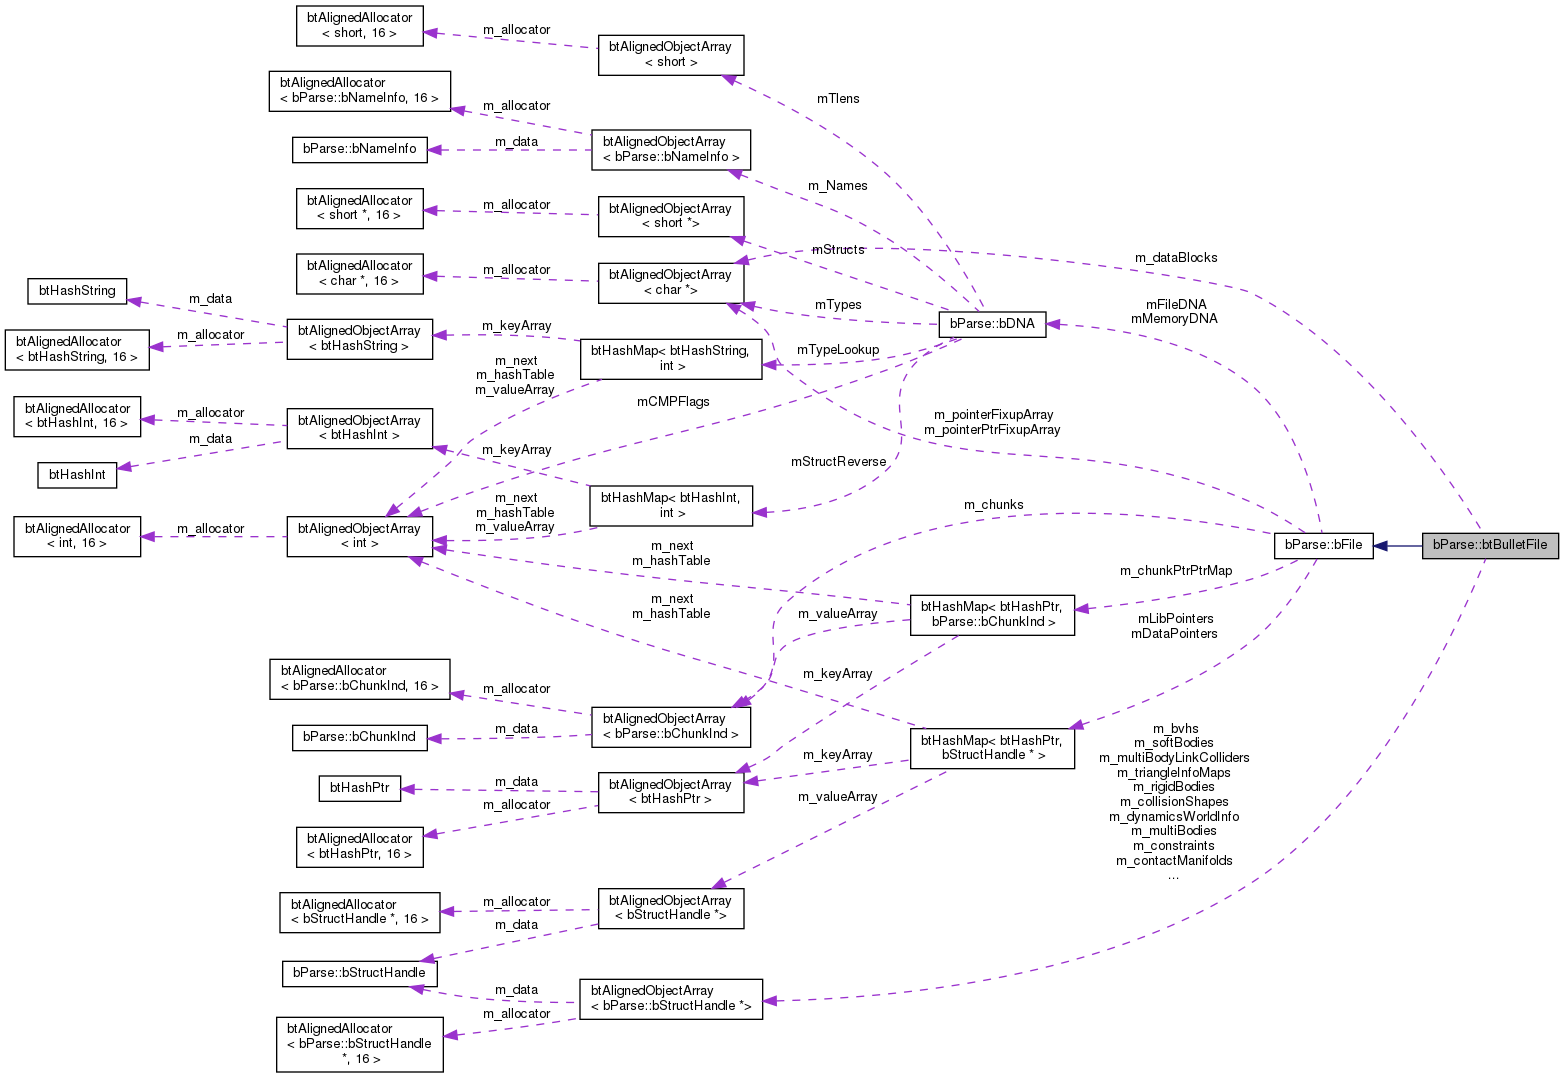 btAlignedAllocator
< short, 16 >
m_allocator
btAlignedObjectArray
< short >
btAlignedAllocator
< bParse::bNameInfo, 16 >
m_allocator
mTlens
bParse::bNameInfo
m_data
btAlignedObjectArray
< bParse::bNameInfo >
m_Names
btAlignedAllocator
< short *, 16 >
m_allocator
btAlignedObjectArray
< short *>
mStructs
m_dataBlocks
btAlignedAllocator
< char *, 16 >
m_allocator
btAlignedObjectArray
< char *>
mTypes
bParse::bDNA
mFileDNA
mMemoryDNA
btHashString
m_data
btAlignedAllocator
< btHashString, 16 >
m_allocator
btAlignedObjectArray
< btHashString >
m_keyArray
btHashMap< btHashString,
int >
mTypeLookup
m_next
m_hashTable
m_valueArray
mCMPFlags
btAlignedAllocator
< btHashInt, 16 >
m_allocator
btAlignedObjectArray
< btHashInt >
m_pointerFixupArray
m_pointerPtrFixupArray
btHashInt
m_data
m_keyArray
mStructReverse
btHashMap< btHashInt,
int >
m_next
m_hashTable
m_valueArray
m_chunks
btAlignedAllocator
< int, 16 >
m_allocator
btAlignedObjectArray
< int >
bParse::bFile
bParse::btBulletFile
m_next
m_hashTable
m_chunkPtrPtrMap
m_next
m_hashTable
m_valueArray
btHashMap< btHashPtr,
bParse::bChunkInd >
mLibPointers
mDataPointers
btAlignedAllocator
< bParse::bChunkInd, 16 >
m_allocator
m_keyArray
bParse::bChunkInd
m_data
btAlignedObjectArray
< bParse::bChunkInd >
btHashMap< btHashPtr,
bStructHandle * >
m_bvhs
m_softBodies
m_multiBodyLinkColliders
m_triangleInfoMaps
m_rigidBodies
m_collisionShapes
m_dynamicsWorldInfo
m_multiBodies
m_constraints
m_contactManifolds
...
btHashPtr
m_data
btAlignedObjectArray
< btHashPtr >
m_keyArray
m_valueArray
btAlignedAllocator
< btHashPtr, 16 >
m_allocator
btAlignedAllocator
< bStructHandle *, 16 >
m_allocator
btAlignedObjectArray
< bStructHandle *>
m_data
bParse::bStructHandle
m_data
btAlignedObjectArray
< bParse::bStructHandle *>
m_allocator
btAlignedAllocator
< bParse::bStructHandle
*, 16 >